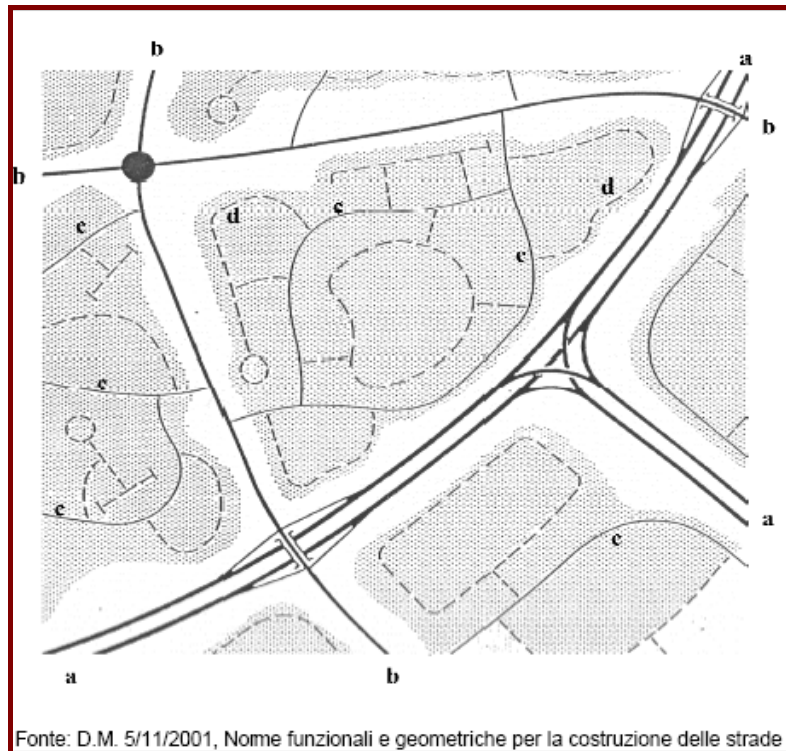 b
a
b
b
d
d
c
c
c
c
c
a
c
a
b
Fonte: D.M. 5/11/2001, Norme funzionali e geometriche per la costruzione delle strade